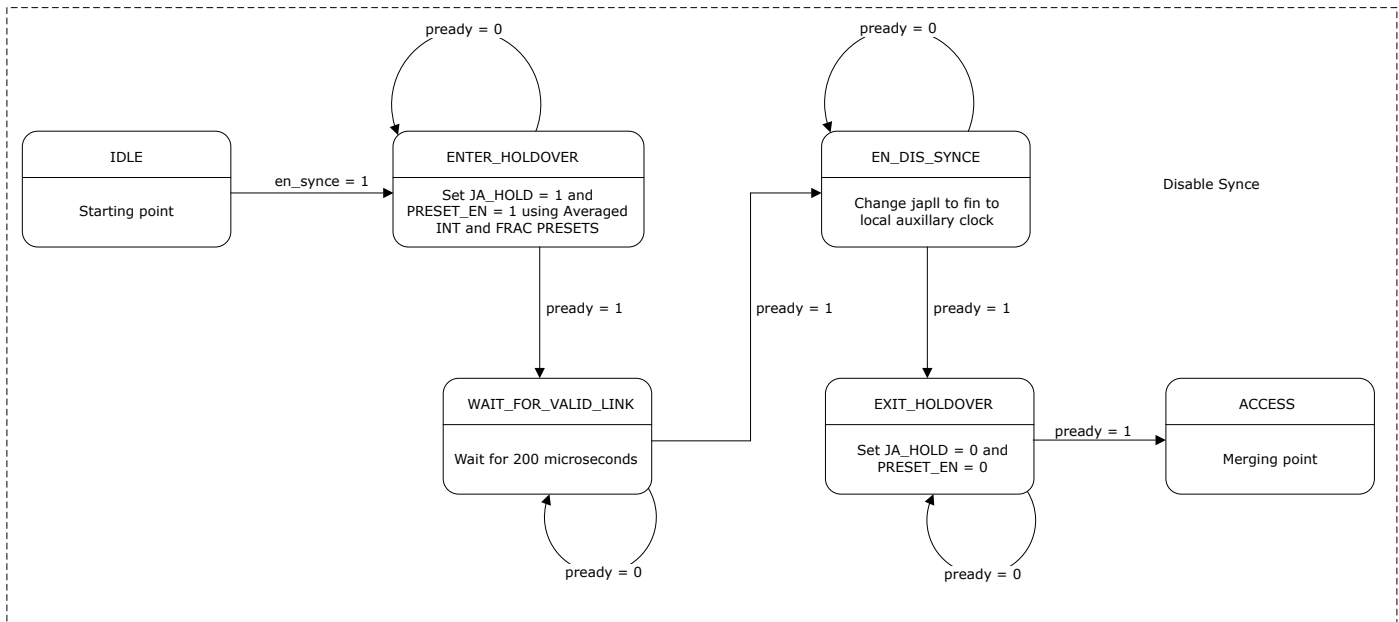 pready = 0
pready = 0
IDLE
Starting point
en_synce = 1
ENTER_HOLDOVER
Set JA_HOLD = 1 and
PRESET_EN = 1 using Averaged
INT and FRAC PRESETS
EN_DIS_SYNCE
Change japll to fin to
local auxillary clock
Disable Synce
pready = 1
pready = 1
pready = 1
WAIT_FOR_VALID_LINK
Wait for 200 microseconds
EXIT_HOLDOVER
Set JA_HOLD = 0 and
PRESET_EN = 0
pready = 1
ACCESS
Merging point
pready = 0
pready = 0